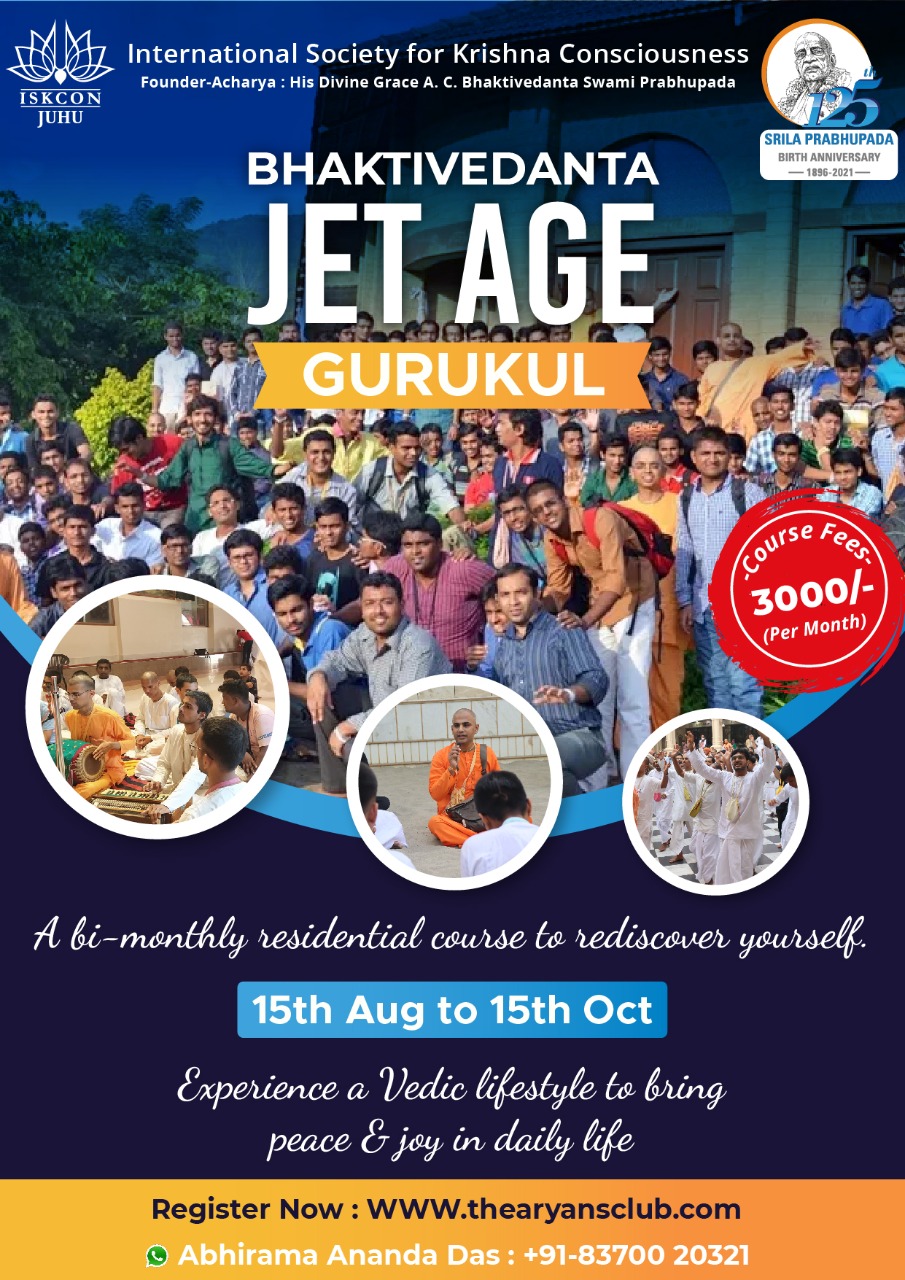 ISKCON
JUHU
International Society for Krishna Consciousness
Founder-Acharya : His Divine Grace A. C. Bhaktivedanta Swami Prabhupada
125th
SRILA PRABHUPADA
BIRTH ANNIVERSARY
1896-2021
BHAKTIVEDANTA
JET AGE
GURUKUL
-Course Fees-
3000/-
(Per Month)
A bi-monthly residential course to rediscover yourself.
15th Aug to 15th Oct
Experience a Vedic lifestyle to bring
peace & joy in daily life
Register Now : WWW.thearyansclub.com
Abhirama Ananda Das : +91-83700 20321